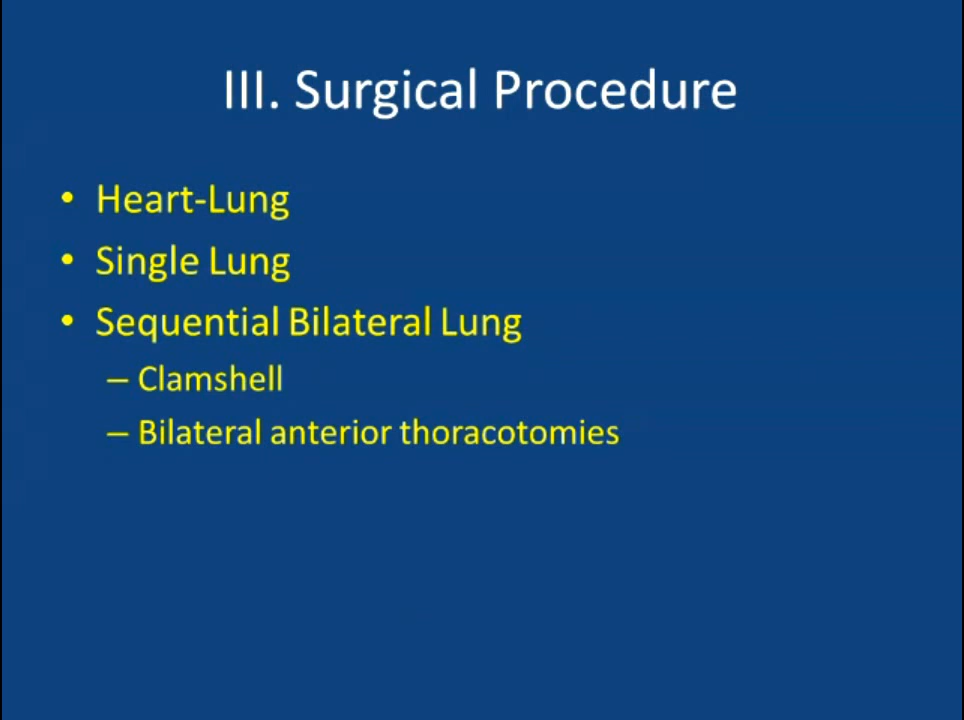 III. Surgical Procedure
• Heart-Lung
• Single Lung
• Sequential Bilateral Lung
– Clamshell
– Bilateral anterior thoracotomies